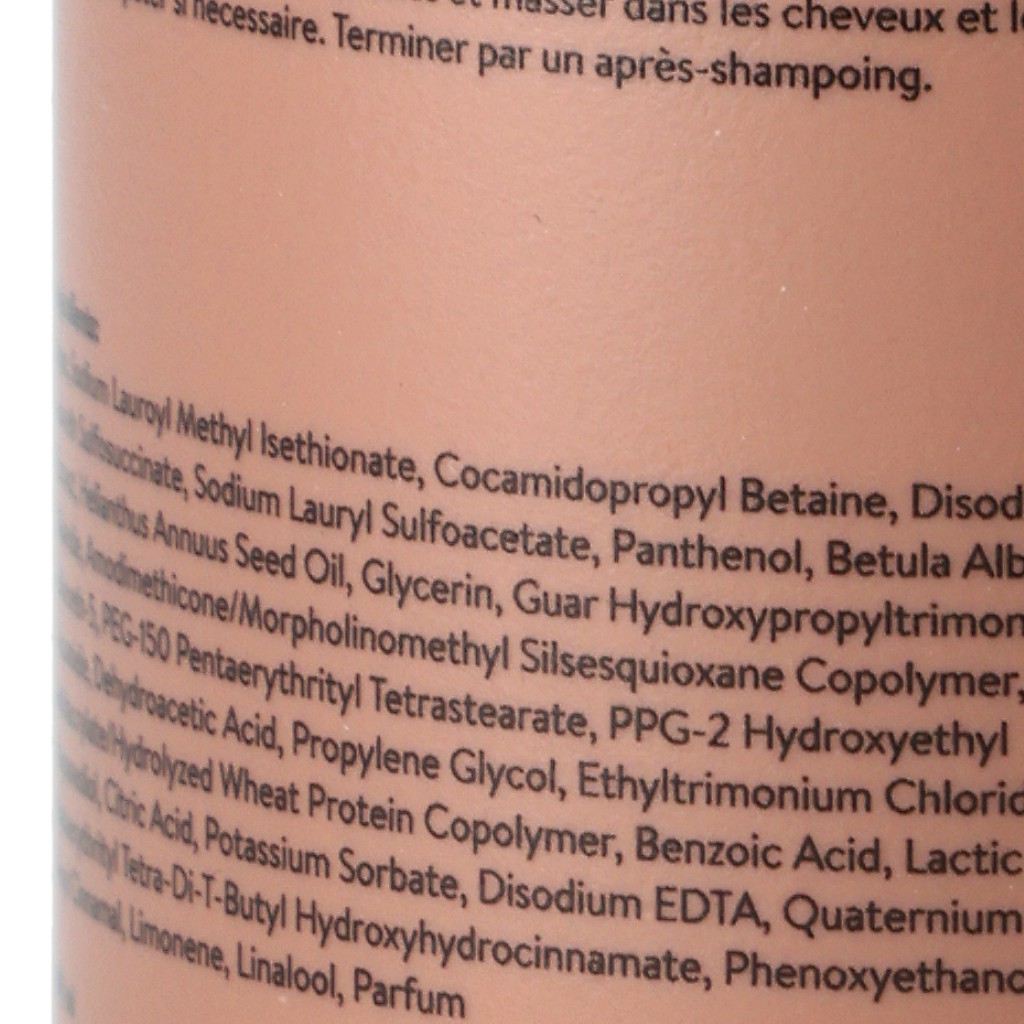 et masser dans les cheveux et
si nécessaire. Terminer par un après-shampoing.
Sodium Lauroyl Methyl Isethionate, Cocamidopropyl Betaine, Disod
Sulfosuccinate, Sodium Lauryl Sulfoacetate, Panthenol, Betula Alb
Helianthus Annuus Seed Oil, Glycerin, Guar Hydroxypropyltrimon
Amodimethicone/Morpholinomethyl Silsesquioxane Copolymer,
5, PEG-150 Pentaerythrityl Tetrastearate, PPG-2 Hydroxyethyl
Dehydroacetic Acid, Propylene Glycol, Ethyltrimonium Chlorid
Hydrolyzed Wheat Protein Copolymer, Benzoic Acid, Lactic
Citric Acid, Potassium Sorbate, Disodium EDTA, Quaternium
Tetra-Di-T-Butyl Hydroxyhydrocinnamate, Phenoxyethano
Limonene, Linalool, Parfum